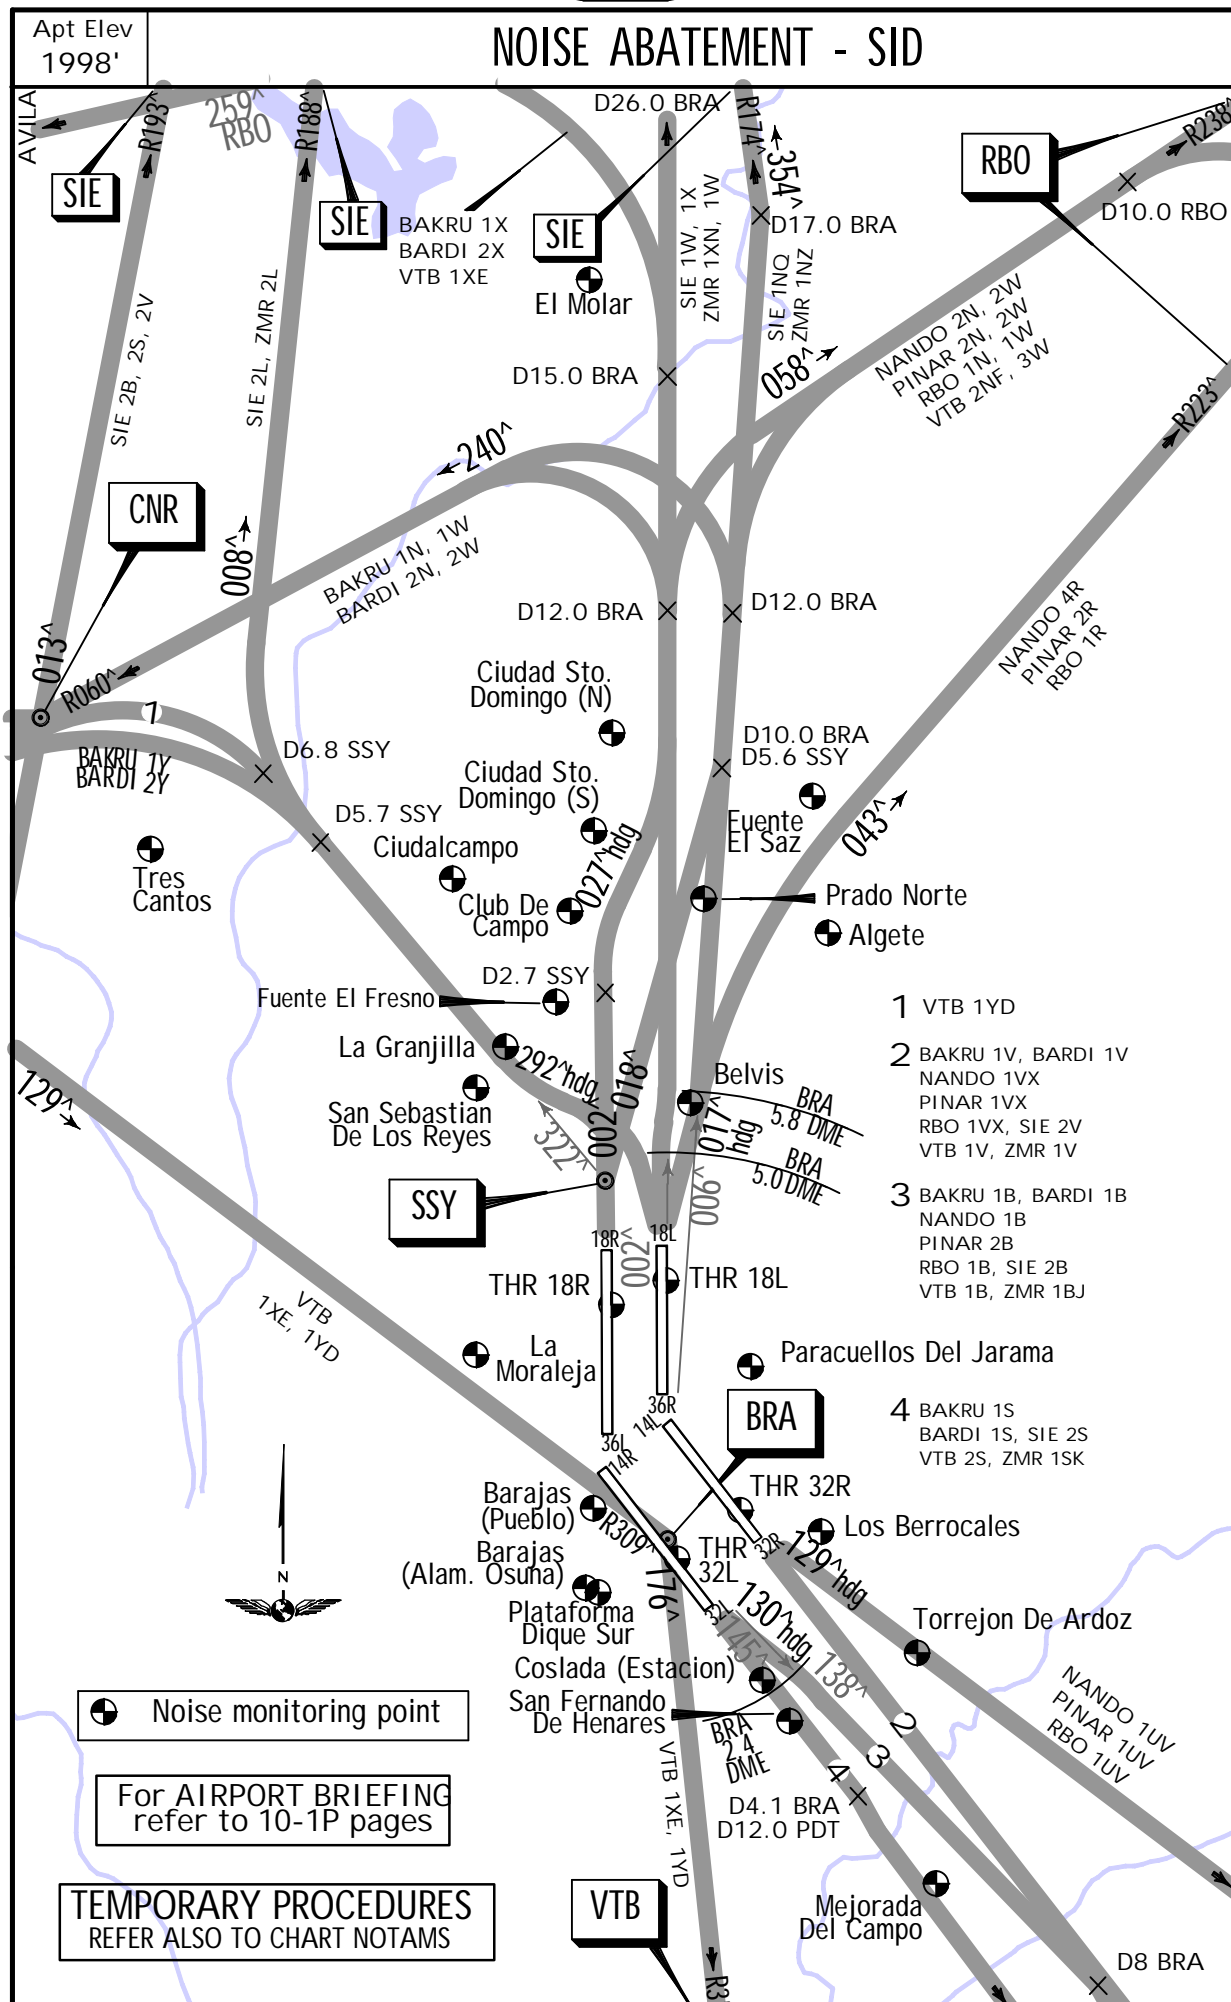 Apt Elev
1998'
NOISE ABATEMENT - SID
AVILA
R193^
259^
RBO
R188^
D26.0 BRA
R174^
354^
R238^
RBO
SIE
SIE
SIE
BAKRU 1X
BARDI 2X
VTB 1XE
D17.0 BRA
D10.0 RBO
El Molar
SIE 1W, 1X
ZMR 1XN, 1W
SIE 1NQ
ZMR 1NZ
SIE 2B, 2S, 2V
SIE 2L, ZMR 2L
D15.0 BRA
058^
NANDO 2N, 2W
PINAR 2N, 2W
RBO 1N, 1W
VTB 2NF, 3W
R223^
240^
CNR
008^
BAKRU 1N, 1W
BARDI 2N, 2W
D12.0 BRA
D12.0 BRA
NANDO 4R
PINAR 2R
RBO 1R
013^
R060^
Ciudad Sto.
Domingo (N)
1
BAKRU 1Y
BARDI 2Y
D6.8 SSY
D10.0 BRA
D5.6 SSY
Ciudad Sto.
Domingo (S)
D5.7 SSY
Fuente
El Saz
043^
Ciudalcampo
027^hdg
Tres
Cantos
Club De
Campo
Prado Norte
Algete
D2.7 SSY
Fuente El Fresno
1 VTB 1YD
La Granjilla
292^hdg
018^
2 BAKRU 1V, BARDI 1V
NANDO 1VX
PINAR 1VX
RBO 1VX, SIE 2V
VTB 1V, ZMR 1V
129^
San Sebastian
De Los Reyes
Belvis
BRA
5.8 DME
017^
hdg
322^
002^
BRA
5.0 DME
SSY
006^
3 BAKRU 1B, BARDI 1B
NANDO 1B
PINAR 2B
RBO 1B, SIE 2B
VTB 1B, ZMR 1BJ
18R
002^
18L
THR 18R
THR 18L
VTB
1XE, 1YD
La
Moraleja
Paracuellos Del Jarama
36R
14L
BRA
4 BAKRU 1S
BARDI 1S, SIE 2S
VTB 2S, ZMR 1SK
36L
14R
Barajas
(Pueblo)
THR 32R
R309^
Los Berrocales
Barajas
(Alam. Osuna)
THR
32L
32R
129^hdg
Plataforma
Dique Sur
176^
130^hdg
Torrejon De Ardoz
N
145^
138^
Coslada (Estacion)
San Fernando
De Henares
BRA
2.4
DME
NANDO 1UV
PINAR 1UV
RBO 1UV
Noise monitoring point
2
3
4
VTB 1XE, 1YD
For AIRPORT BRIEFING
refer to 10-1P pages
D4.1 BRA
D12.0 PDT
TEMPORARY PROCEDURES
REFER ALSO TO CHART NOTAMS
VTB
Mejorada
Del Campo
D8 BRA
R3